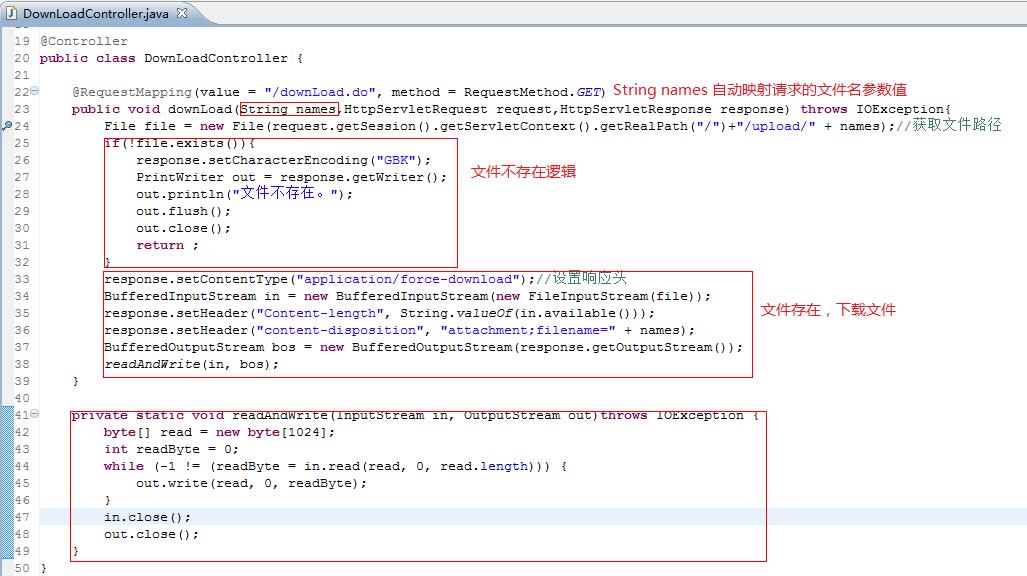 DownLoadController.java
19 @Controller
20 public class DownLoadController {
21
22 @RequestMapping(value = "/downLoad.do", method = RequestMethod.GET) String names 自动映射请求的文件名参数值
23 public void downLoad(String names,HttpServletRequest request,HttpServletResponse response) throws IOException{
24 File file = new File(request.getSession().getServletContext().getRealPath("/")+"/upload/" + names);//获取文件路径
25 if(!file.exists()){
26 response.setCharacterEncoding("GBK");
27 PrintWriter out = response.getWriter(); 文件不存在逻辑
28 out.println("文件不存在。");
29 out.flush();
30 out.close();
31 return ;
32 }
33 response.setContentType("application/force-download");//设置响应头
34 BufferedInputStream in = new BufferedInputStream(new FileInputStream(file));
35 response.setHeader("Content-length", String.valueOf(in.available())); 文件存在，下载文件
36 response.setHeader("content-disposition", "attachment;filename=" + names);
37 BufferedOutputStream bos = new BufferedOutputStream(response.getOutputStream());
38 readAndWrite(in, bos);
39 }
40
41 private static void readAndWrite(InputStream in, OutputStream out)throws IOException {
42 byte[] read = new byte[1024];
43 int readByte = 0;
44 while (-1 != (readByte = in.read(read, 0, read.length))) {
45 out.write(read, 0, readByte);
46 }
47 in.close();
48 out.close();
49 }
50 }